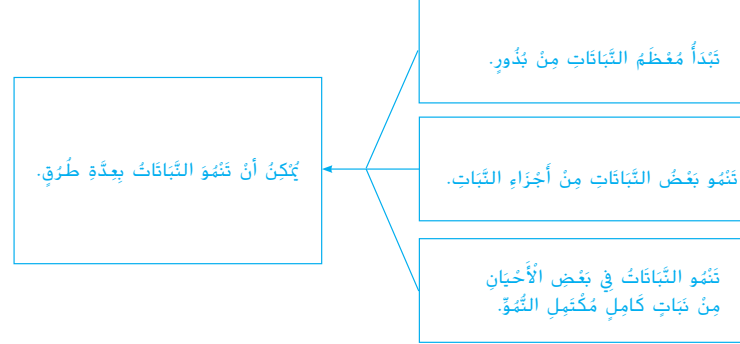 تَبْدَأُ مُعْظَمُ النَّبَاتَاتِ مِنْ بُذُورٍ.
تَنْمُو بَعْضُ النَّبَاتَاتِ مِنْ أَجْزَاءِ النَّبَاتِ.
تَنْمُو النَّبَاتَاتُ فِي بَعْضِ الْأَحْيَانِ
مِنْ نَبَاتٍ كَامِلٍ مُكْتَمِلِ النُّمُوِّ.
يُمْكِنُ أنْ تَنْمُوَ النَّبَاتَاتُ بِعِدَّةِ طُرُقٍ.